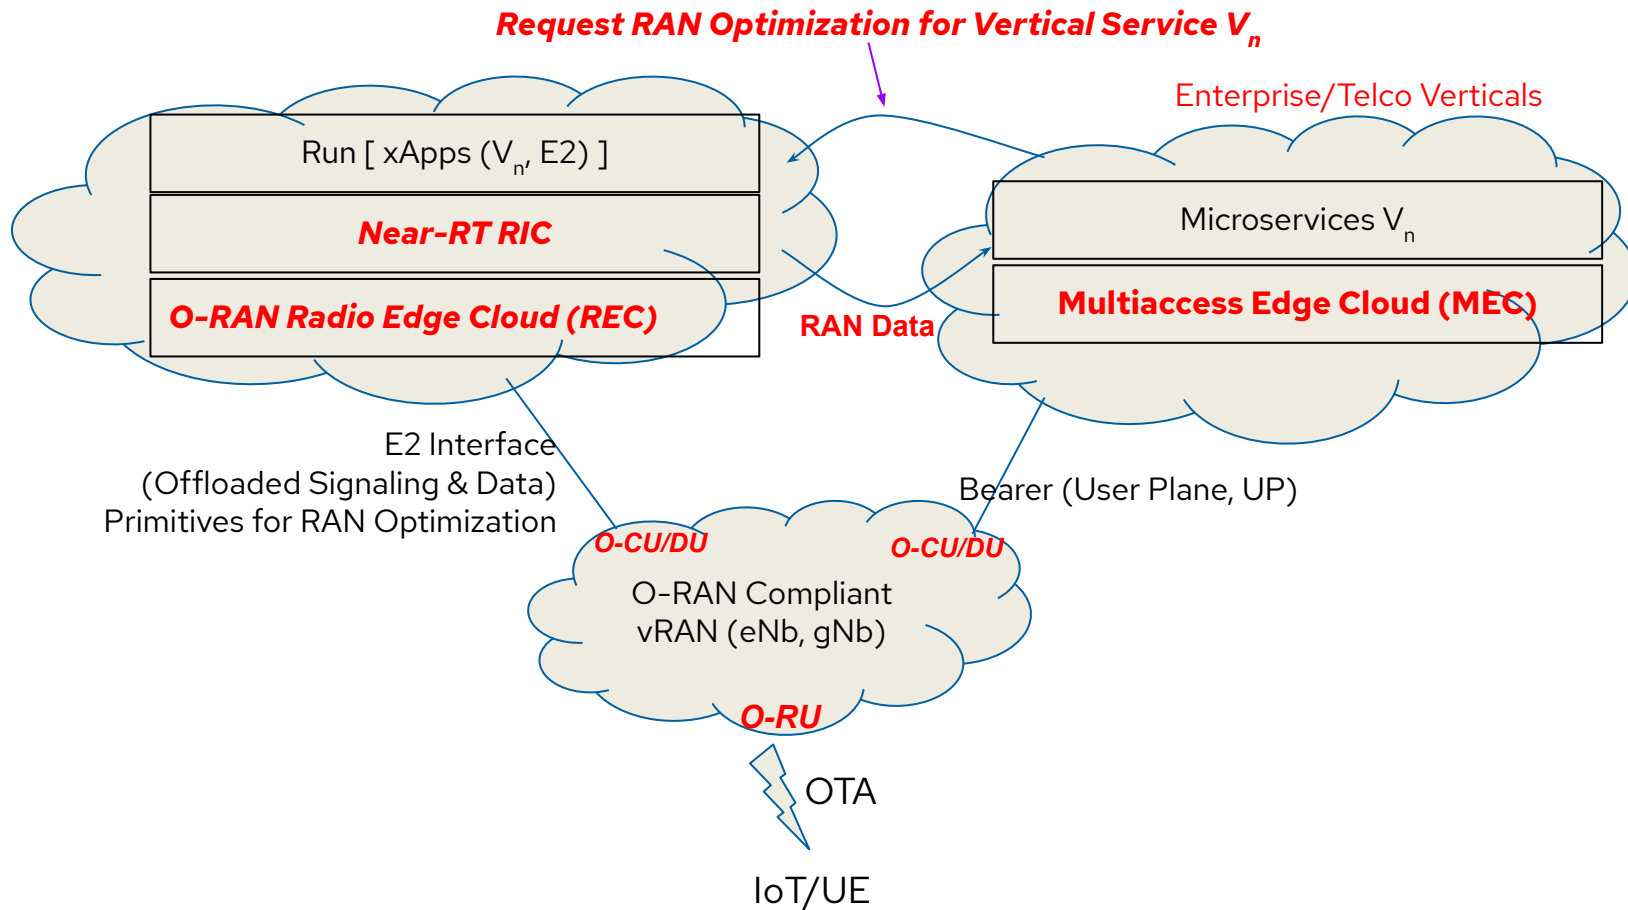 Request RAN Optimization for Vertical Service Vn
Enterprise/Telco Verticals
Run [ xApps (Vn, E2) ]
Near-RT RIC
O-RAN Radio Edge Cloud (REC)
Microservices Vn
Multiaccess Edge Cloud (MEC)
RAN Data
E2 Interface
(Offloaded Signaling & Data)
Primitives for RAN Optimization
Bearer (User Plane, UP)
O-CU/DU
O-CU/DU
O-RAN Compliant
vRAN (eNb, gNb)
O-RU
OTA
IoT/UE